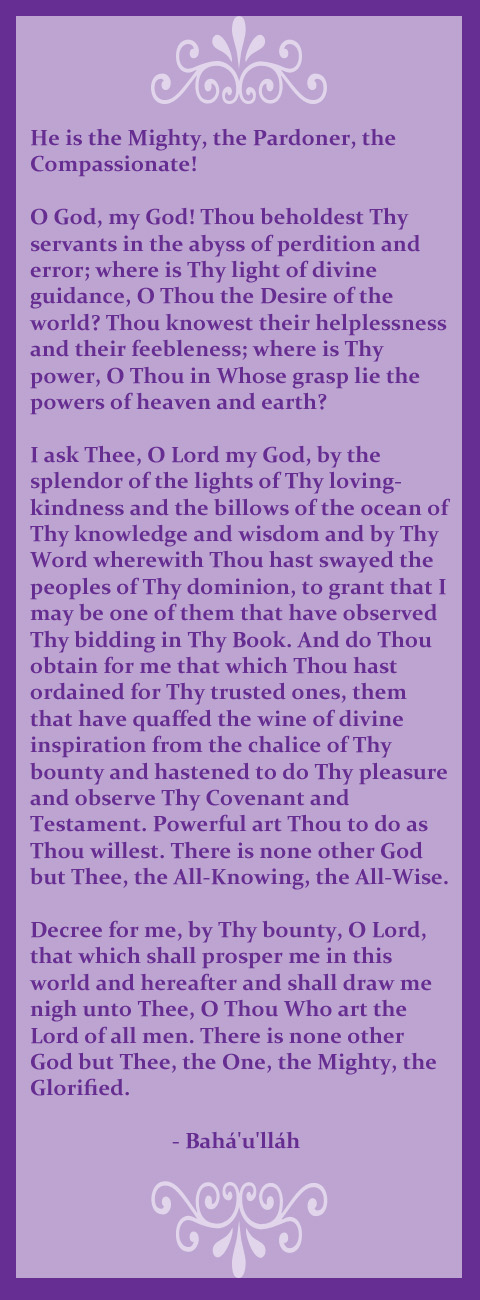 He is the Mighty, the Pardoner, the
Compassionate!
O God, my God! Thou beholdest Thy
servants in the abyss of perdition and
error; where is Thy light of divine
guidance, O Thou the Desire of the
world? Thou knowest their helplessness
and their feebleness; where is Thy
power, O Thou in Whose grasp lie the
powers of heaven and earth?
I ask Thee, O Lord my God, by the
splendor of the lights of Thy loving-
kindness and the billows of the ocean of
Thy knowledge and wisdom and by Thy
Word wherewith Thou hast swayed the
peoples of Thy dominion, to grant that I
may be one of them that have observed
Thy bidding in Thy Book. And do Thou
obtain for me that which Thou hast
ordained for Thy trusted ones, them
that have quaffed the wine of divine
inspiration from the chalice of Thy
bounty and hastened to do Thy pleasure
and observe Thy Covenant and
Testament. Powerful art Thou to do as
Thou willest. There is none other God
but Thee, the All-Knowing, the All-Wise.
Decree for me, by Thy bounty, O Lord,
that which shall prosper me in this
world and hereafter and shall draw me
nigh unto Thee, O Thou Who art the
Lord of all men. There is none other
God but Thee, the One, the Mighty, the
Glorified.
- Bahá'u'lláh